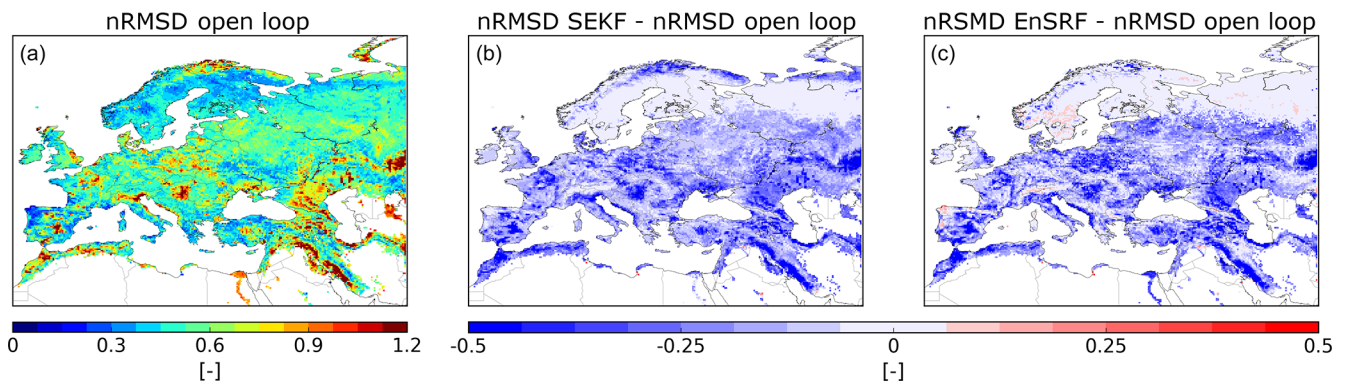 nRMSD open loop
nRMSD SEKF - nRMSD open loop
nRSMD EnSRF - nRMSD open loop
(a)
(b)
(c)
0 0.3 0.6 0.9 1.2
[-]
-0.5 -0.25 0 0.25 0.5
[-]